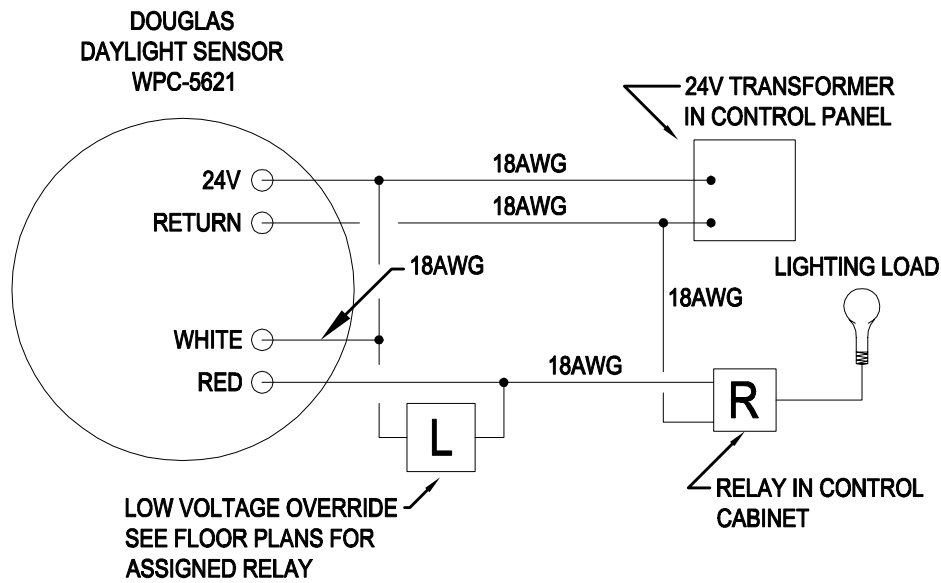 DOUGLAS
DAYLIGHT SENSOR
WPC-5621
24V TRANSFORMER
IN CONTROL PANEL
24V
18AWG
RETURN
18AWG
18AWG
LIGHTING LOAD
18AWG
WHITE
RED
18AWG
L
R
LOW VOLTAGE OVERRIDE
SEE FLOOR PLANS FOR
ASSIGNED RELAY
RELAY IN CONTROL
CABINET